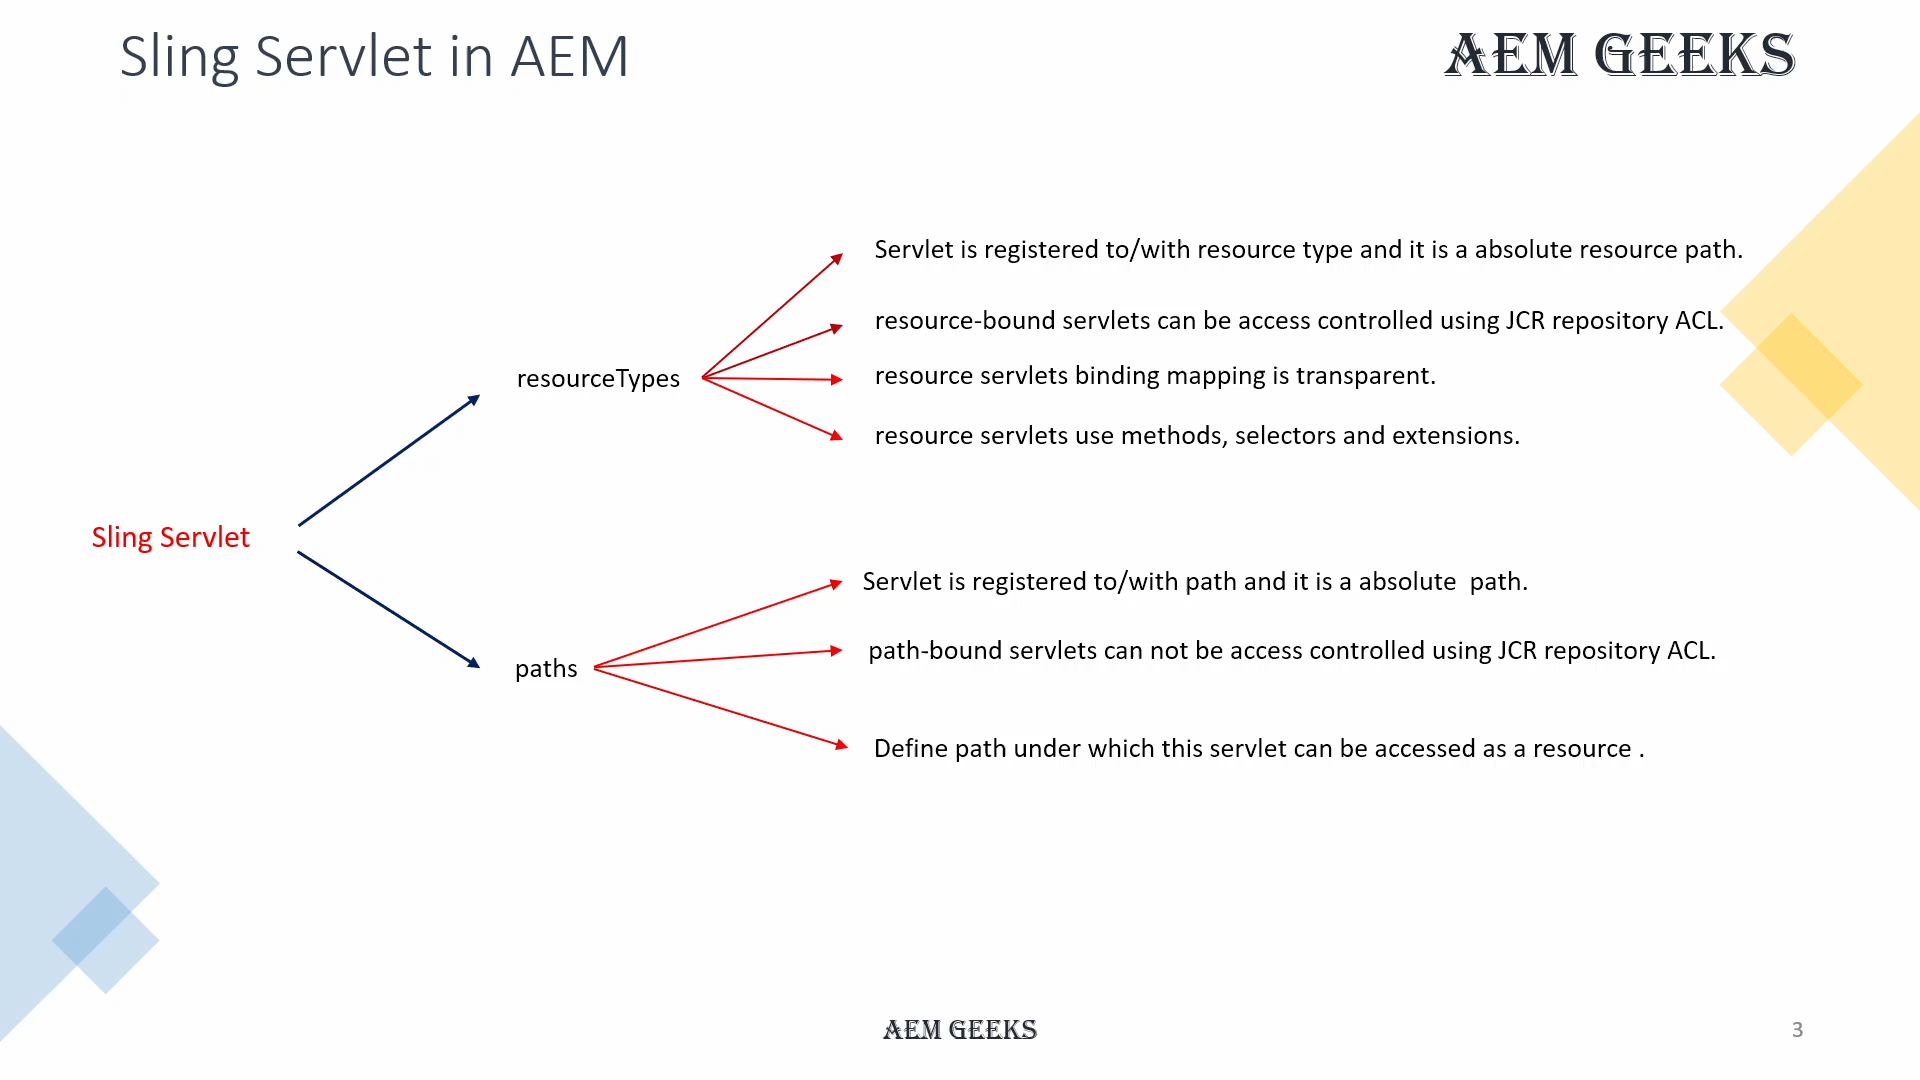 Sling Servlet in AEM
AEM GEEKS
Servlet is registered to/with resource type and it is a absolute resource path.
resource-bound servlets can be access controlled using JCR repository ACL.
resourceTypes
resource servlets binding mapping is transparent.
resource servlets use methods, selectors and extensions.
Sling Servlet
Servlet is registered to/with path and it is a absolute  path.
paths
path-bound servlets can not be access controlled using JCR repository ACL.
Define path under which this servlet can be accessed as a resource .
AEM GEEKS
3